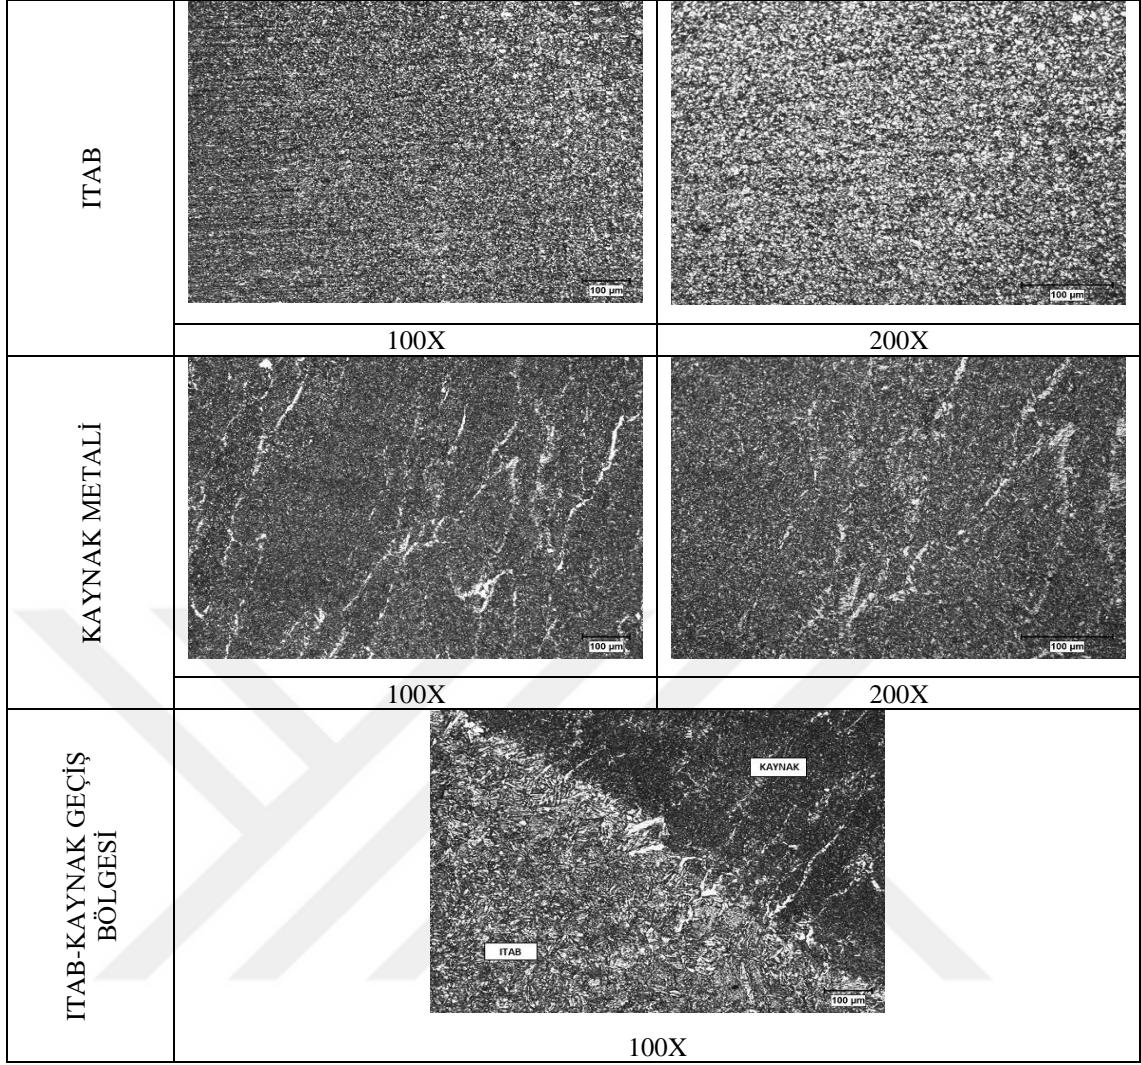 ITAB
100 µm
100 µm
100X
200X
KAYNAK METALİ
100 µm
100 µm
100X
200X
ITAB-KAYNAK GEÇİŞ
BÖLGESİ
KAYNAK
ITAB
100 µm
100X